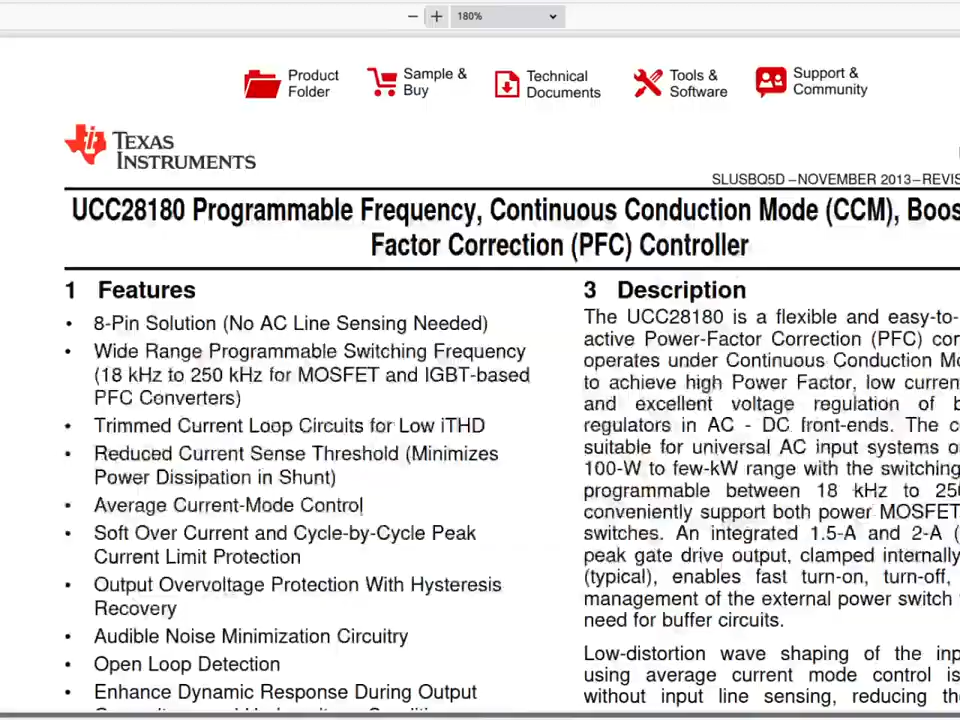 180%
Product Folder
Sample & Buy
Technical Documents
Tools & Software
Support & Community
TEXAS INSTRUMENTS
SLUSBQ5D –NOVEMBER 2013–REVIS
UCC28180 Programmable Frequency, Continuous Conduction Mode (CCM), Boos
Factor Correction (PFC) Controller
1 Features
• 8-Pin Solution (No AC Line Sensing Needed)
• Wide Range Programmable Switching Frequency
(18 kHz to 250 kHz for MOSFET and IGBT-based
PFC Converters)
• Trimmed Current Loop Circuits for Low iTHD
• Reduced Current Sense Threshold (Minimizes
Power Dissipation in Shunt)
• Average Current-Mode Control
• Soft Over Current and Cycle-by-Cycle Peak
Current Limit Protection
• Output Overvoltage Protection With Hysteresis
Recovery
• Audible Noise Minimization Circuitry
• Open Loop Detection
• Enhance Dynamic Response During Output
3 Description
The UCC28180 is a flexible and easy-to-
active Power-Factor Correction (PFC) con
operates under Continuous Conduction Mo
to achieve high Power Factor, low curren
and excellent voltage regulation of b
regulators in AC - DC front-ends. The c
suitable for universal AC input systems o
100-W to few-kW range with the switching
programmable between 18 kHz to 250
conveniently support both power MOSFET
switches. An integrated 1.5-A and 2-A (
peak gate drive output, clamped internally
(typical), enables fast turn-on, turn-off,
management of the external power switch
need for buffer circuits.
Low-distortion wave shaping of the inp
using average current mode control is
without input line sensing, reducing the